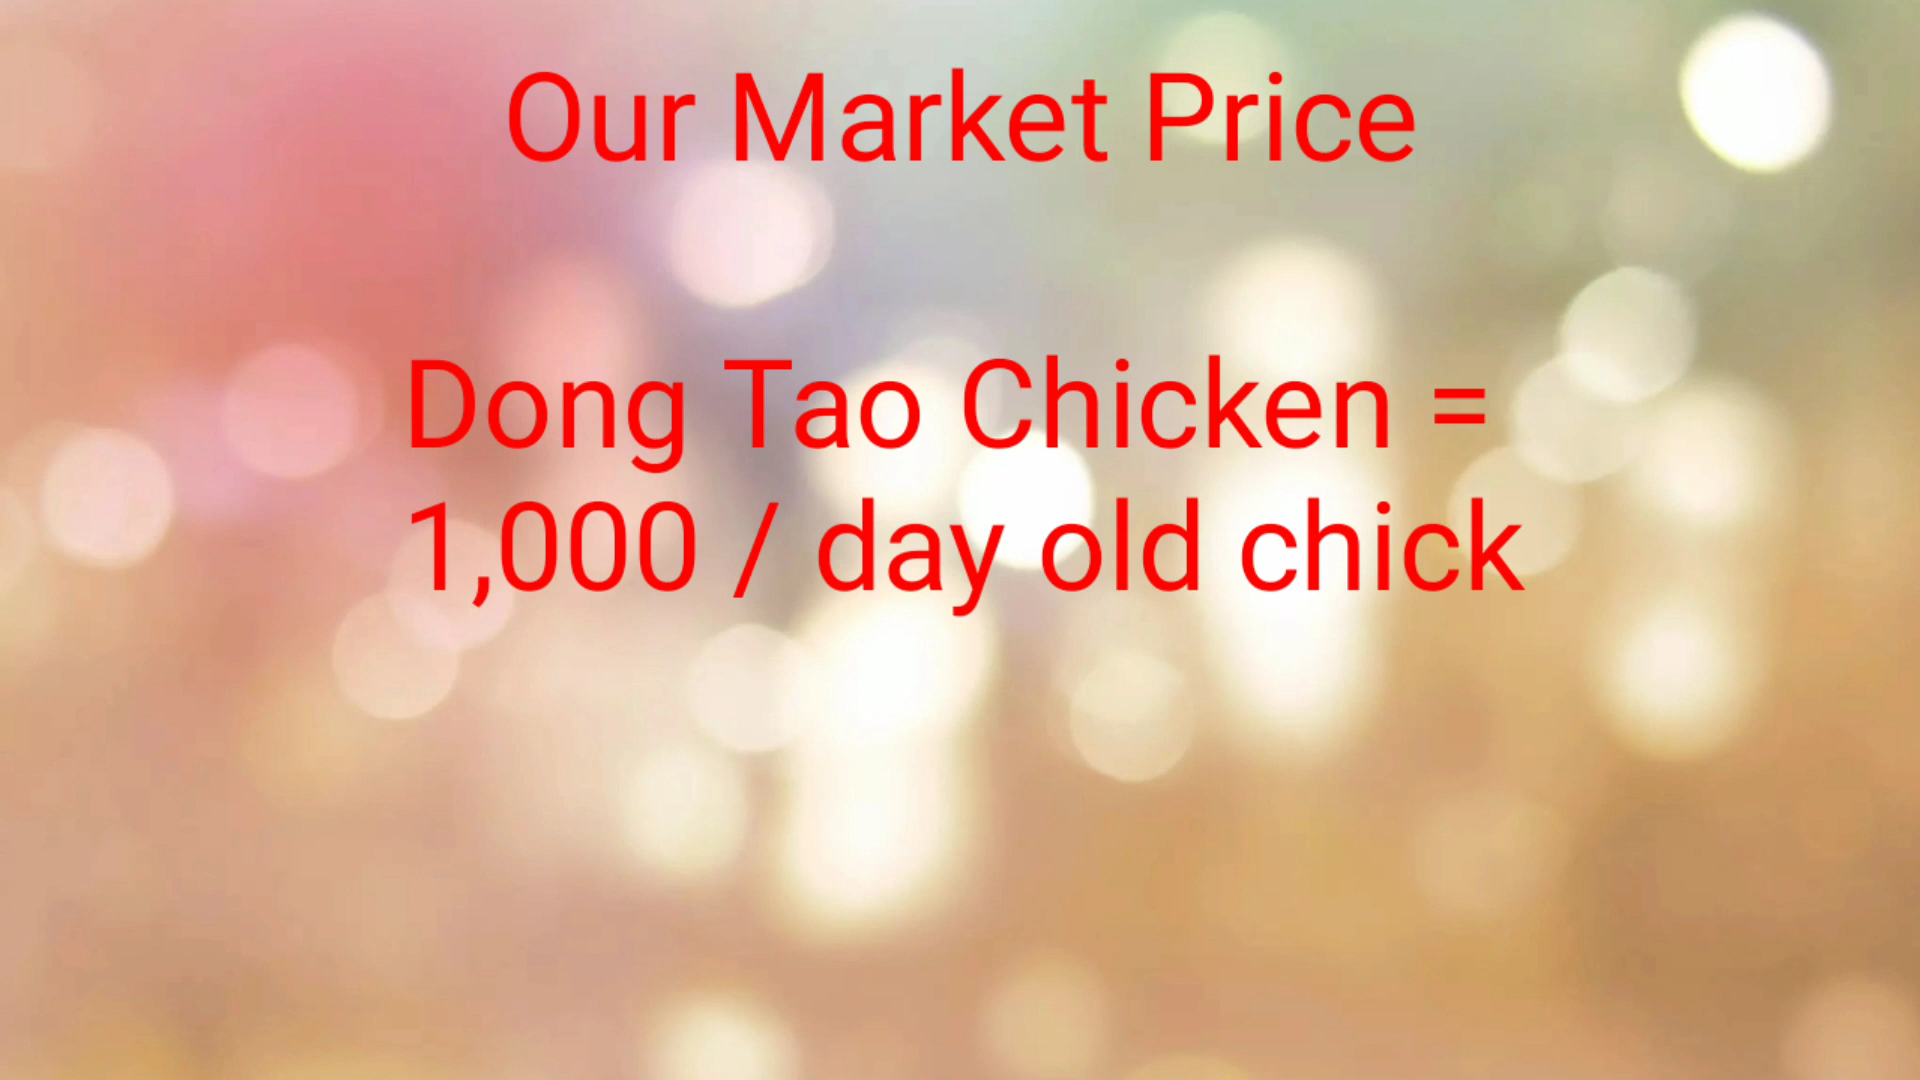 Our Market Price
Dong Tao Chicken =
1,000 / day old chick